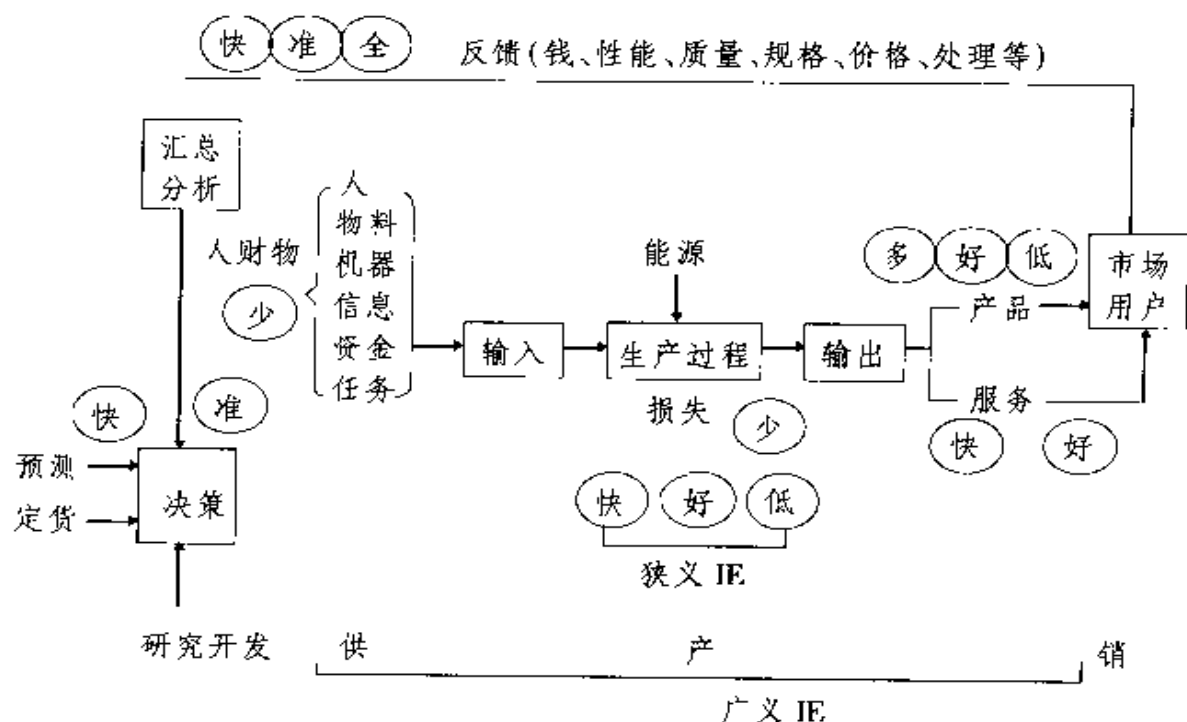 快 准 全
反馈(钱、性能、质量、规格、价格、处理等)
汇总
分析
人财物
少
人
物料
机器
信息
资金
任务
输入
能源
生产过程
损失
少
输出
多 好 低
产品
服务
快 好
市场
用户
快
准
预测
定货
决策
研究开发
快 好 低
狭义 IE
供 产 销
广义 IE